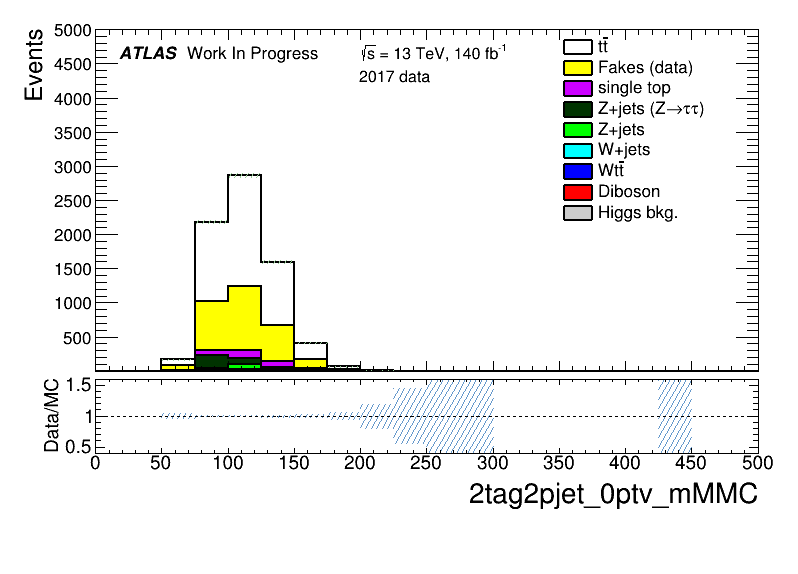 Events
5000
4500
4000
3500
3000
2500
2000
1500
1000
500
ATLAS Work In Progress
√s = 13 TeV, 140 fb⁻¹
2017 data
tt̄
Fakes (data)
single top
Z+jets (Z→ττ)
Z+jets
W+jets
Wtt̄
Diboson
Higgs bkg.
Data/MC
1.5
1
0.5
0 50 100 150 200 250 300 350 400 450 500
2tag2pjet_0ptv_mMMC